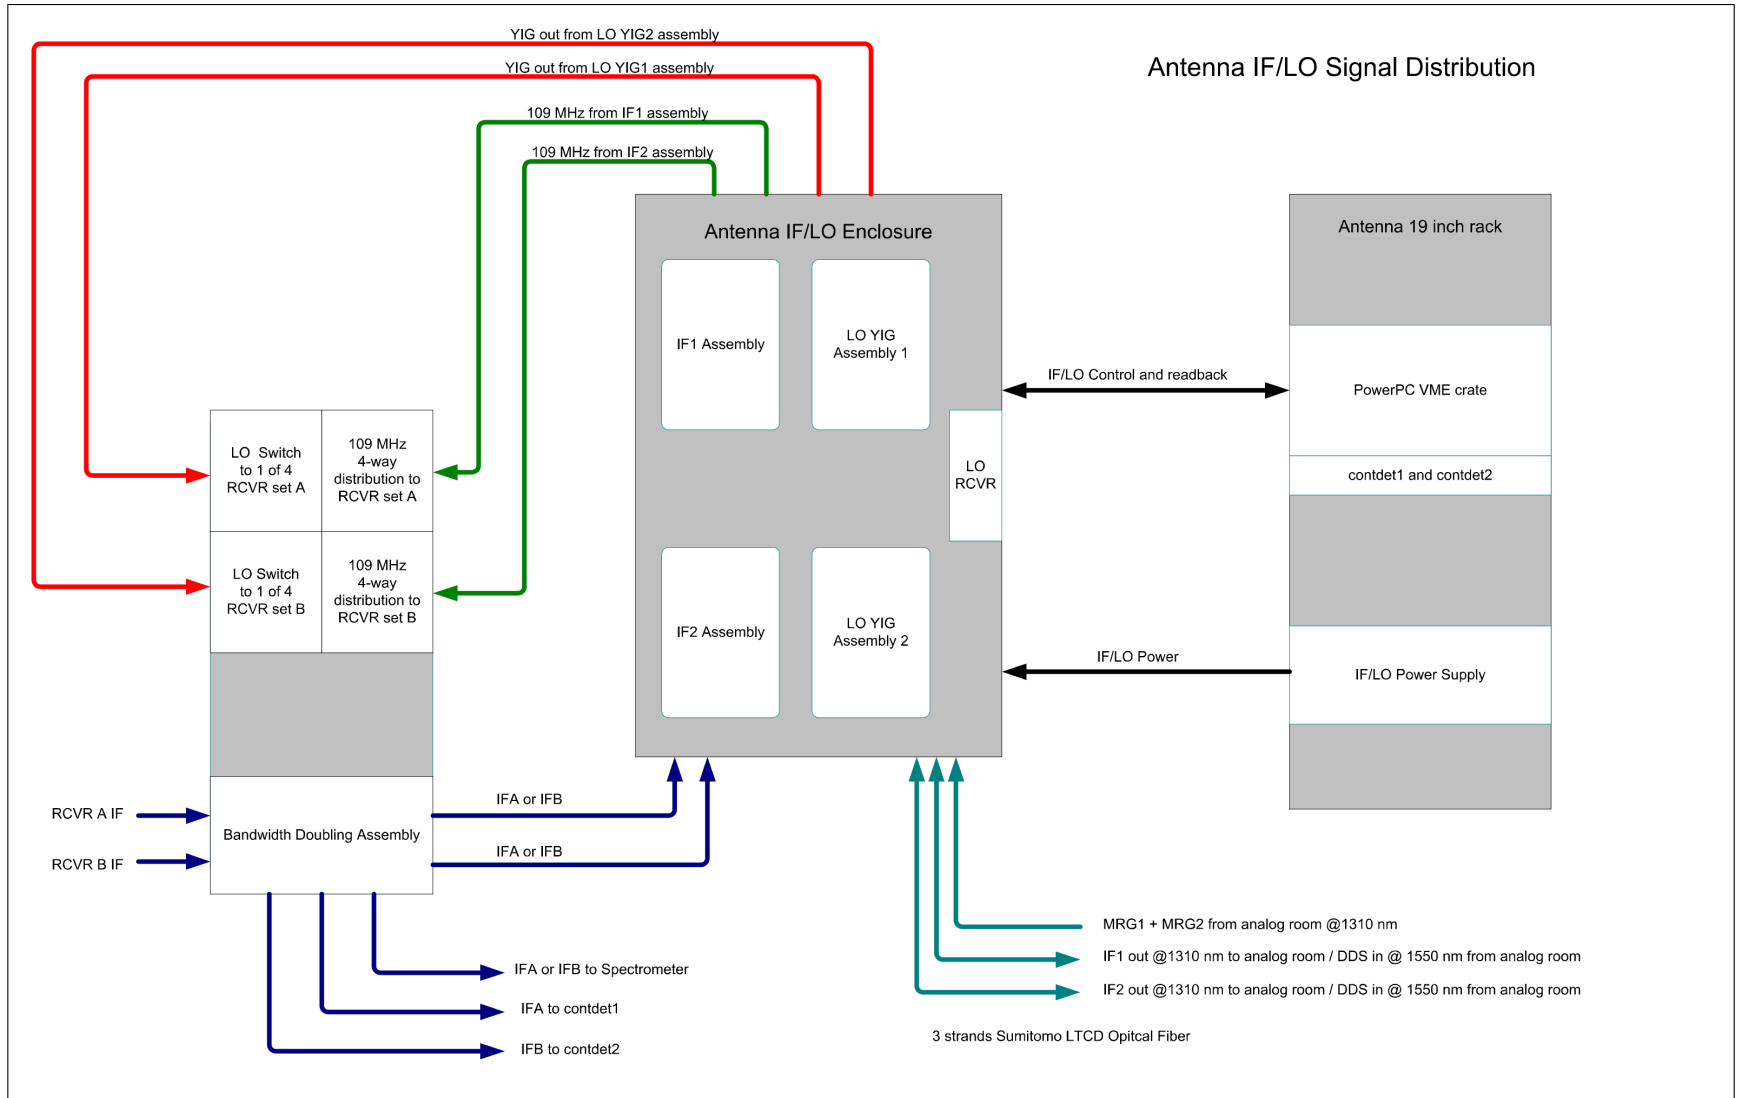 YIG out from LO YIG2 assembly
Antenna IF/LO Signal Distribution
YIG out from LO YIG1 assembly
109 MHz from IF1 assembly
109 MHz from IF2 assembly
Antenna IF/LO Enclosure
IF1 Assembly
LO YIG
Assembly 1
LO
RCVR
IF2 Assembly
LO YIG
Assembly 2
Antenna 19 inch rack
PowerPC VME crate
contdet1 and contdet2
IF/LO Power Supply
IF/LO Control and readback
IF/LO Power
LO Switch
to 1 of 4
RCVR set A
109 MHz
4-way
distribution to
RCVR set A
LO Switch
to 1 of 4
RCVR set B
109 MHz
4-way
distribution to
RCVR set B
RCVR A IF
RCVR B IF
Bandwidth Doubling Assembly
IFA or IFB
IFA or IFB
IFA or IFB to Spectrometer
IFA to contdet1
IFB to contdet2
MRG1 + MRG2 from analog room @1310 nm
IF1 out @1310 nm to analog room / DDS in @ 1550 nm from analog room
IF2 out @1310 nm to analog room / DDS in @ 1550 nm from analog room
3 strands Sumitomo LTCD Opitcal Fiber